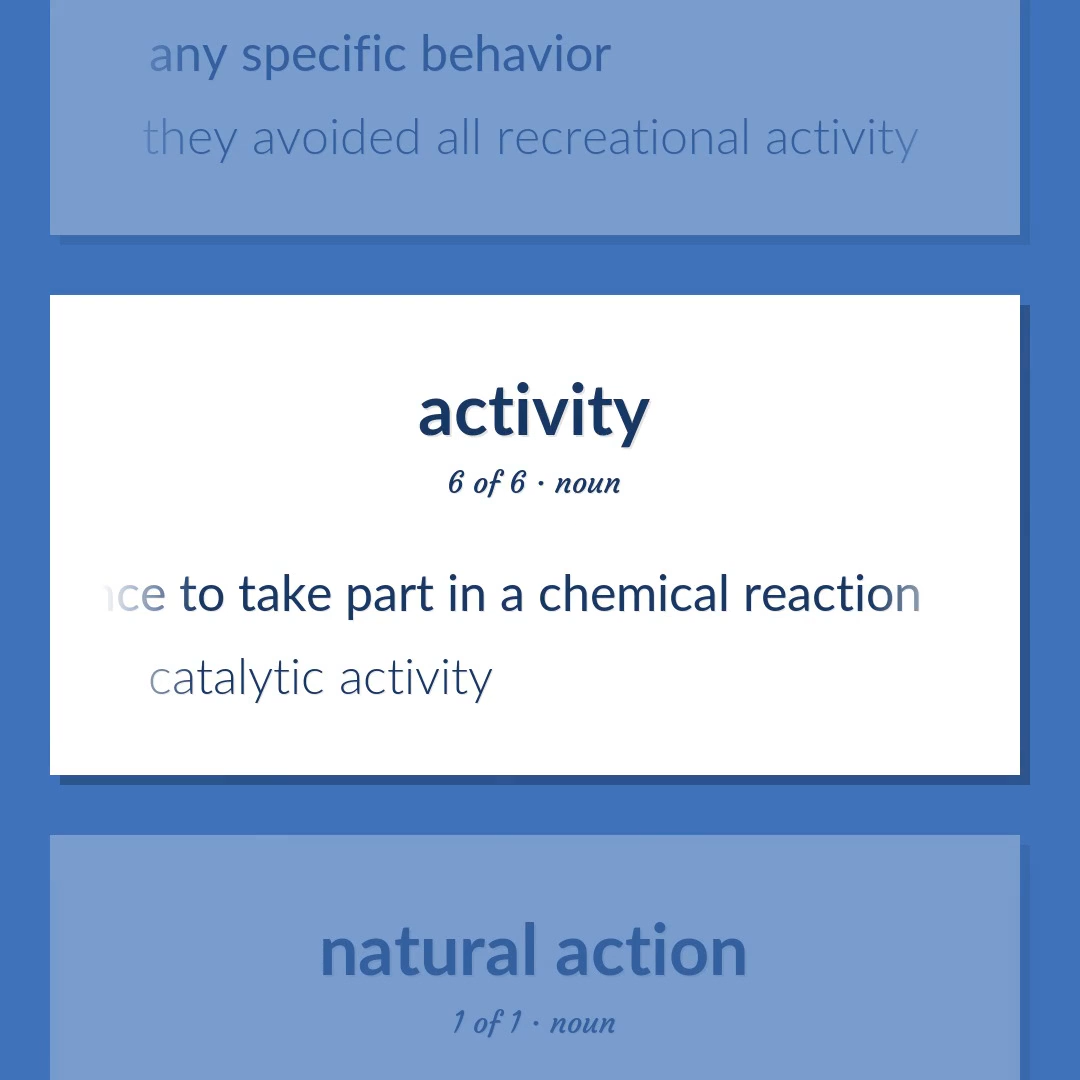 any specific behavior
they avoided all recreational activity
activity
6 of 6 · noun
to take part in a chemical reaction
catalytic activity
natural action
1 of 1 · noun